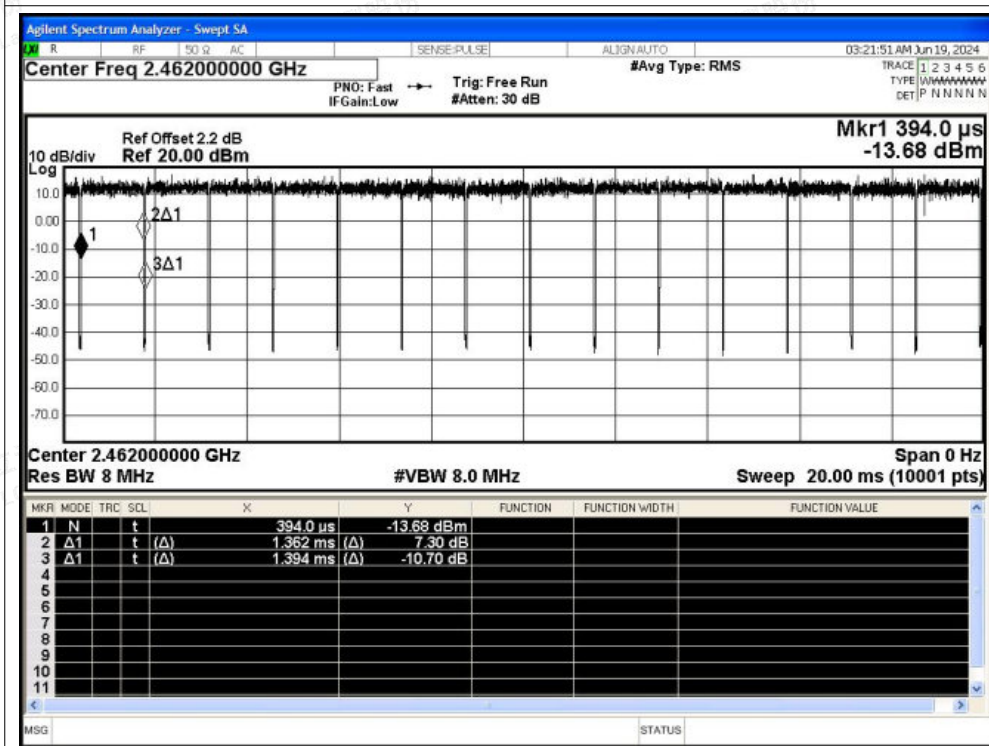 Agilent Spectrum Analyzer - Swept SA
LXI R RF 50 Ω AC SENSE:PULSE ALIGN AUTO 03:21:51 AM Jun 19, 2024
Center Freq 2.462000000 GHz #Avg Type: RMS TRACE 1 2 3 4 5 6
PNO: Fast Trig: Free Run TYPE WWWWWW
IFGain:Low #Atten: 30 dB DET P N N N N N
Mkr1 394.0 µs
Ref Offset 2.2 dB
10 dB/div Ref 20.00 dBm -13.68 dBm
Log
10.0
0.00 2Δ1
-10.0 1
3Δ1
-20.0
-30.0
-40.0
-50.0
-60.0
-70.0
Center 2.462000000 GHz Span 0 Hz
Res BW 8 MHz #VBW 8.0 MHz Sweep 20.00 ms (10001 pts)
MKR MODE TRC SCL X Y FUNCTION FUNCTION WIDTH FUNCTION VALUE
1 N t 394.0 µs -13.68 dBm
2 Δ1 t (Δ) 1.362 ms (Δ) 7.30 dB
3 Δ1 t (Δ) 1.394 ms (Δ) -10.70 dB
4
5
6
7
8
9
10
11
MSG STATUS